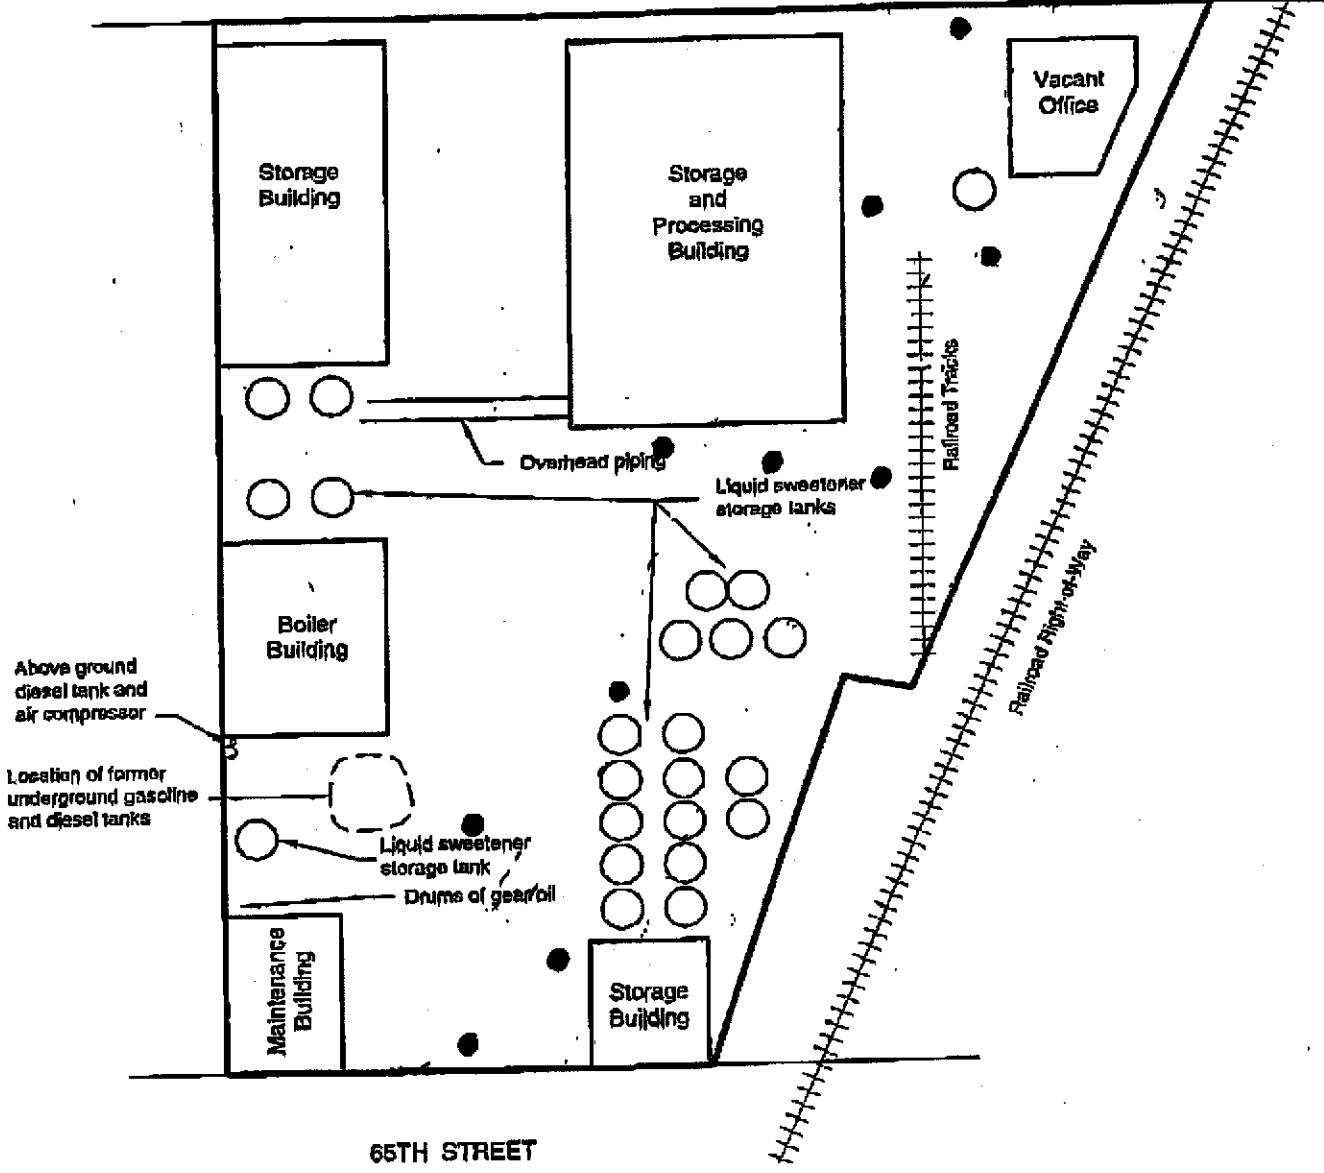 Vacant
Office
Storage
Building
Storage
and
Processing
Building
Railroad Tracks
Overhead piping
Liquid sweetener
storage tanks
Railroad Right-of-Way
Boiler
Building
Above ground
diesel tank and
air compressor
Location of former
underground gasoline
and diesel tanks
Liquid sweetener
storage tank
Drums of gear oil
Maintenance
Building
Storage
Building
65TH STREET